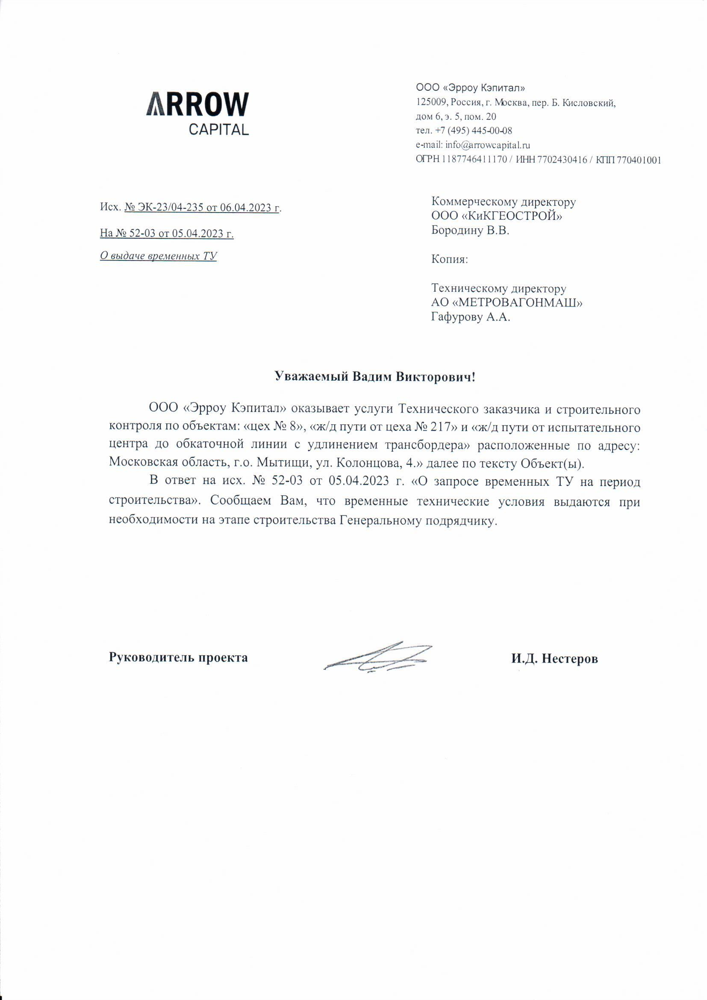 ARROW
CAPITAL
ООО «Эрроу Кэпитал»
125009, Россия, г. Москва, пер. Б. Кисловский,
дом 6, э. 5, пом. 20
тел. +7 (495) 445-00-08
e-mail: info@arrowcapital.ru
ОГРН 1187746411170 / ИНН 7702430416 / КПП 770401001
Исх. № ЭК-23/04-235 от 06.04.2023 г.
На № 52-03 от 05.04.2023 г.
О выдаче временных ТУ
Коммерческому директору
ООО «КиКГЕОСТРОЙ»
Бородину В.В.
Копия:
Техническому директору
АО «МЕТРОВАГОНМАШ»
Гафурову А.А.
Уважаемый Вадим Викторович!
ООО «Эрроу Кэпитал» оказывает услуги Технического заказчика и строительного
контроля по объектам: «цех № 8», «ж/д пути от цеха № 217» и «ж/д пути от испытательного
центра до обкаточной линии с удлинением трансбордера» расположенные по адресу:
Московская область, г.о. Мытищи, ул. Колонцова, 4.» далее по тексту Объект(ы).
В ответ на исх. № 52-03 от 05.04.2023 г. «О запросе временных ТУ на период
строительства». Сообщаем Вам, что временные технические условия выдаются при
необходимости на этапе строительства Генеральному подрядчику.
Руководитель проекта
И.Д. Нестеров